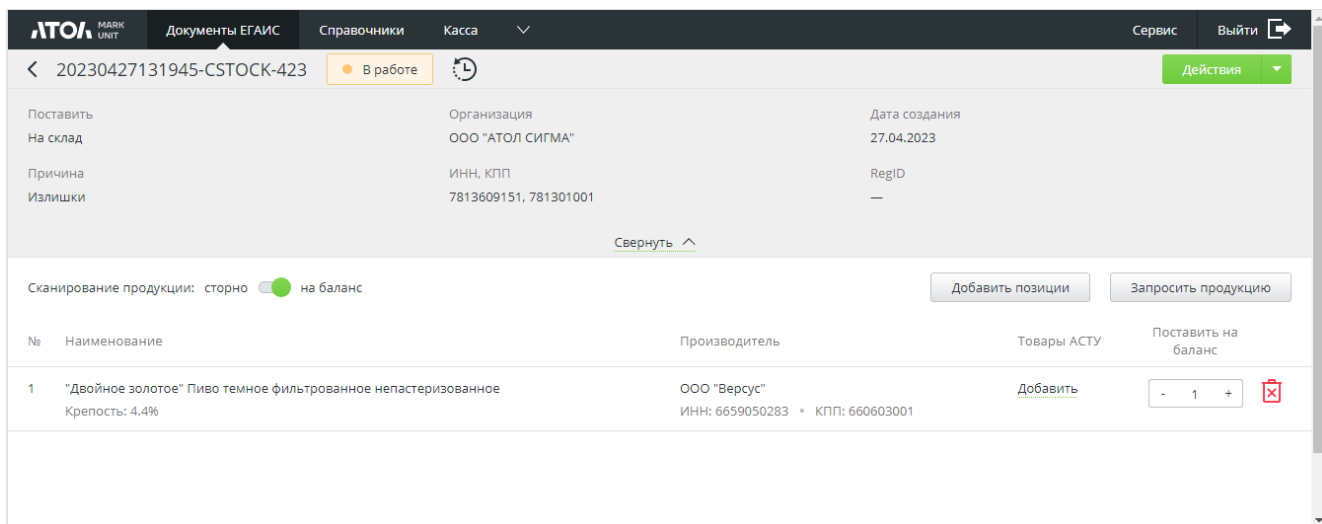 АТОЛ MARK UNIT Документы ЕГАИС Справочники Касса Сервис Выйти
20230427131945-CSTOCK-423 В работе Действия
Поставить Организация Дата создания
На склад ООО "АТОЛ СИГМА" 27.04.2023
Причина ИНН, КПП RegID
Излишки 7813609151, 781301001 —
Свернуть
Сканирование продукции: сторно на баланс Добавить позиции Запросить продукцию
№ Наименование Производитель Товары АСТУ Поставить на баланс
1 "Двойное золотое" Пиво темное фильтрованное непастеризованное ООО "Версус" Добавить - 1 +
Крепость: 4.4% ИНН: 6659050283 • КПП: 660603001